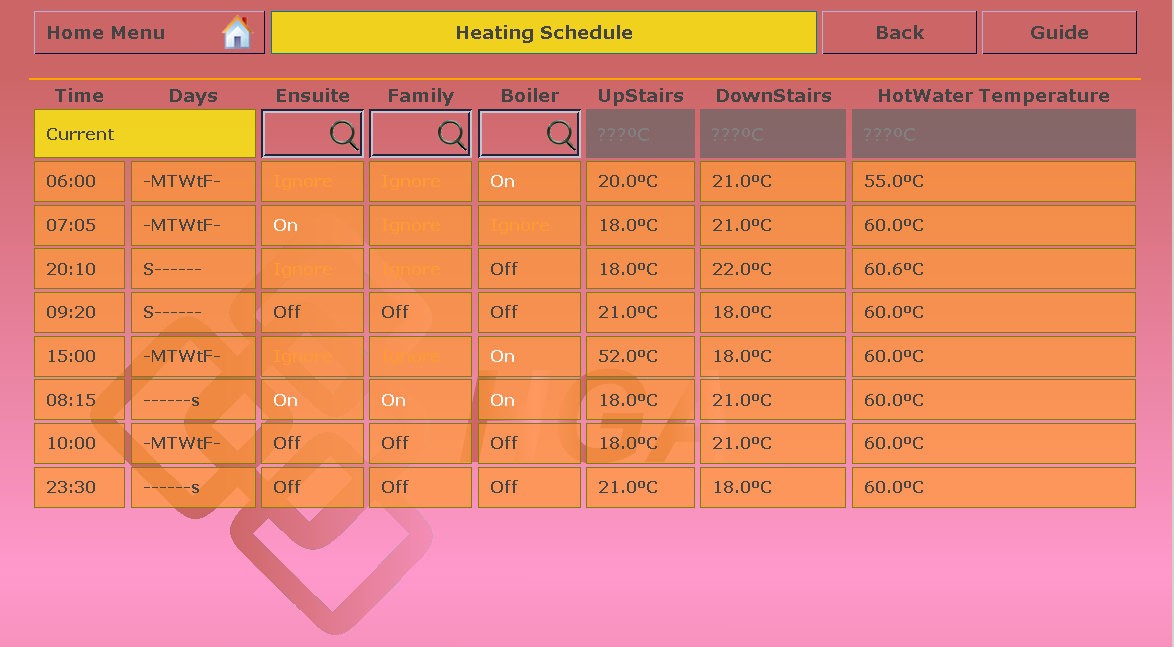 Home Menu Heating Schedule Back Guide
Time Days Ensuite Family Boiler UpStairs DownStairs HotWater Temperature
Current ???ºC ???ºC ???ºC
06:00 -MTWtF- Ignore Ignore On 20.0ºC 21.0ºC 55.0ºC
07:05 -MTWtF- On Ignore Ignore 18.0ºC 21.0ºC 60.0ºC
20:10 S------ Ignore Ignore Off 18.0ºC 22.0ºC 60.6ºC
09:20 S------ Off Off Off 21.0ºC 18.0ºC 60.0ºC
15:00 -MTWtF- Ignore Ignore On 52.0ºC 18.0ºC 60.0ºC
08:15 ------s On On On 18.0ºC 21.0ºC 60.0ºC
HGA
10:00 -MTWtF- Off Off Off 18.0ºC 21.0ºC 60.0ºC
23:30 ------s Off Off Off 21.0ºC 18.0ºC 60.0ºC